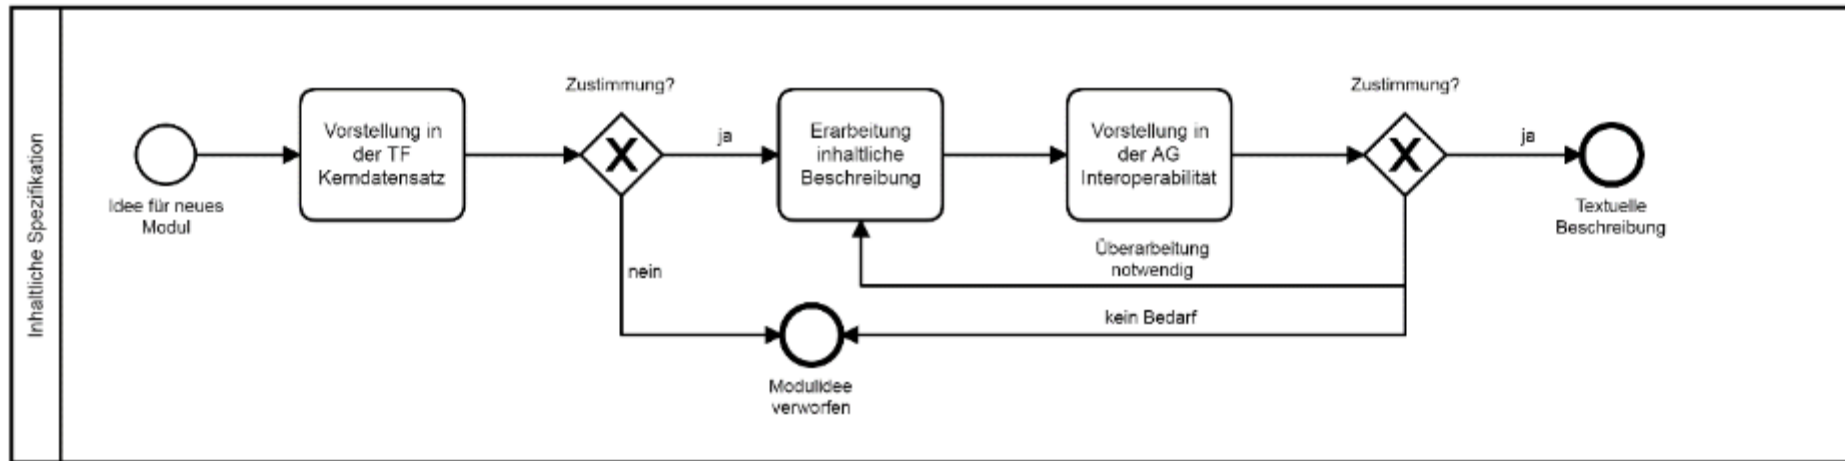 Inhaltliche Spezifikation
Idee für neues
Modul
Vorstellung in
der TF
Kerndatensatz
Zustimmung?
ja
nein
Erarbeitung
inhaltliche
Beschreibung
Vorstellung in
der AG
Interoperabilität
Zustimmung?
ja
Überarbeitung
notwendig
kein Bedarf
Modulidee
verworfen
Textuelle
Beschreibung